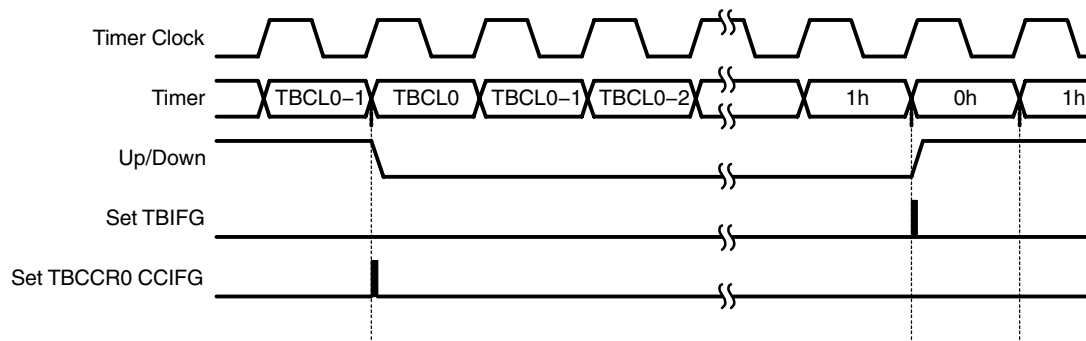 Timer Clock
Timer TBCL0−1 TBCL0 TBCL0−1 TBCL0−2 1h 0h 1h
Up/Down
Set TBIFG
Set TBCCR0 CCIFG